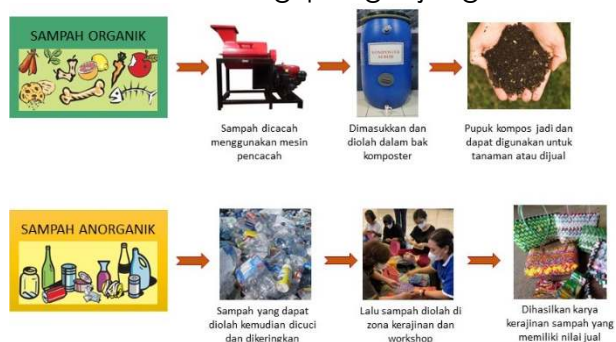 SAMPAH ORGANIK
Sampah dicacah
menggunakan mesin
pencacah
Dimasukkan dan
diolah dalam bak
komposter
Pupuk kompos jadi dan
dapat digunakan untuk
tanaman atau dijual
SAMPAH ANORGANIK
Sampah yang dapat
diolah kemudian dicuci
dan dikeringkan
Lalu sampah diolah di
zona kerajinan dan
workshop
Dihasilkan karya
kerajinan sampah yang
memiliki nilai jual